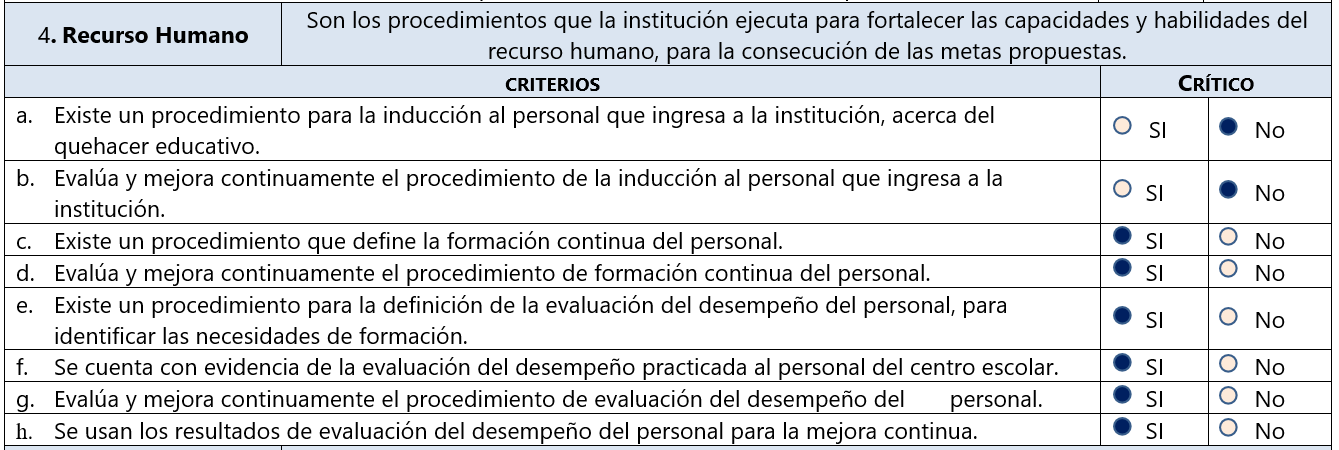 4. Recurso Humano
Son los procedimientos que la institución ejecuta para fortalecer las capacidades y habilidades del
recurso humano, para la consecución de las metas propuestas.
CRITERIOS
CRÍTICO
a. Existe un procedimiento para la inducción al personal que ingresa a la institución, acerca del
quehacer educativo.
SI
No
b. Evalúa y mejora continuamente el procedimiento de la inducción al personal que ingresa a la
institución.
SI
No
c. Existe un procedimiento que define la formación continua del personal.
SI
No
d. Evalúa y mejora continuamente el procedimiento de formación continua del personal.
SI
No
e. Existe un procedimiento para la definición de la evaluación del desempeño del personal, para
identificar las necesidades de formación.
SI
No
f. Se cuenta con evidencia de la evaluación del desempeño practicada al personal del centro escolar.
SI
No
g. Evalúa y mejora continuamente el procedimiento de evaluación del desempeño del personal.
SI
No
h. Se usan los resultados de evaluación del desempeño del personal para la mejora continua.
SI
No